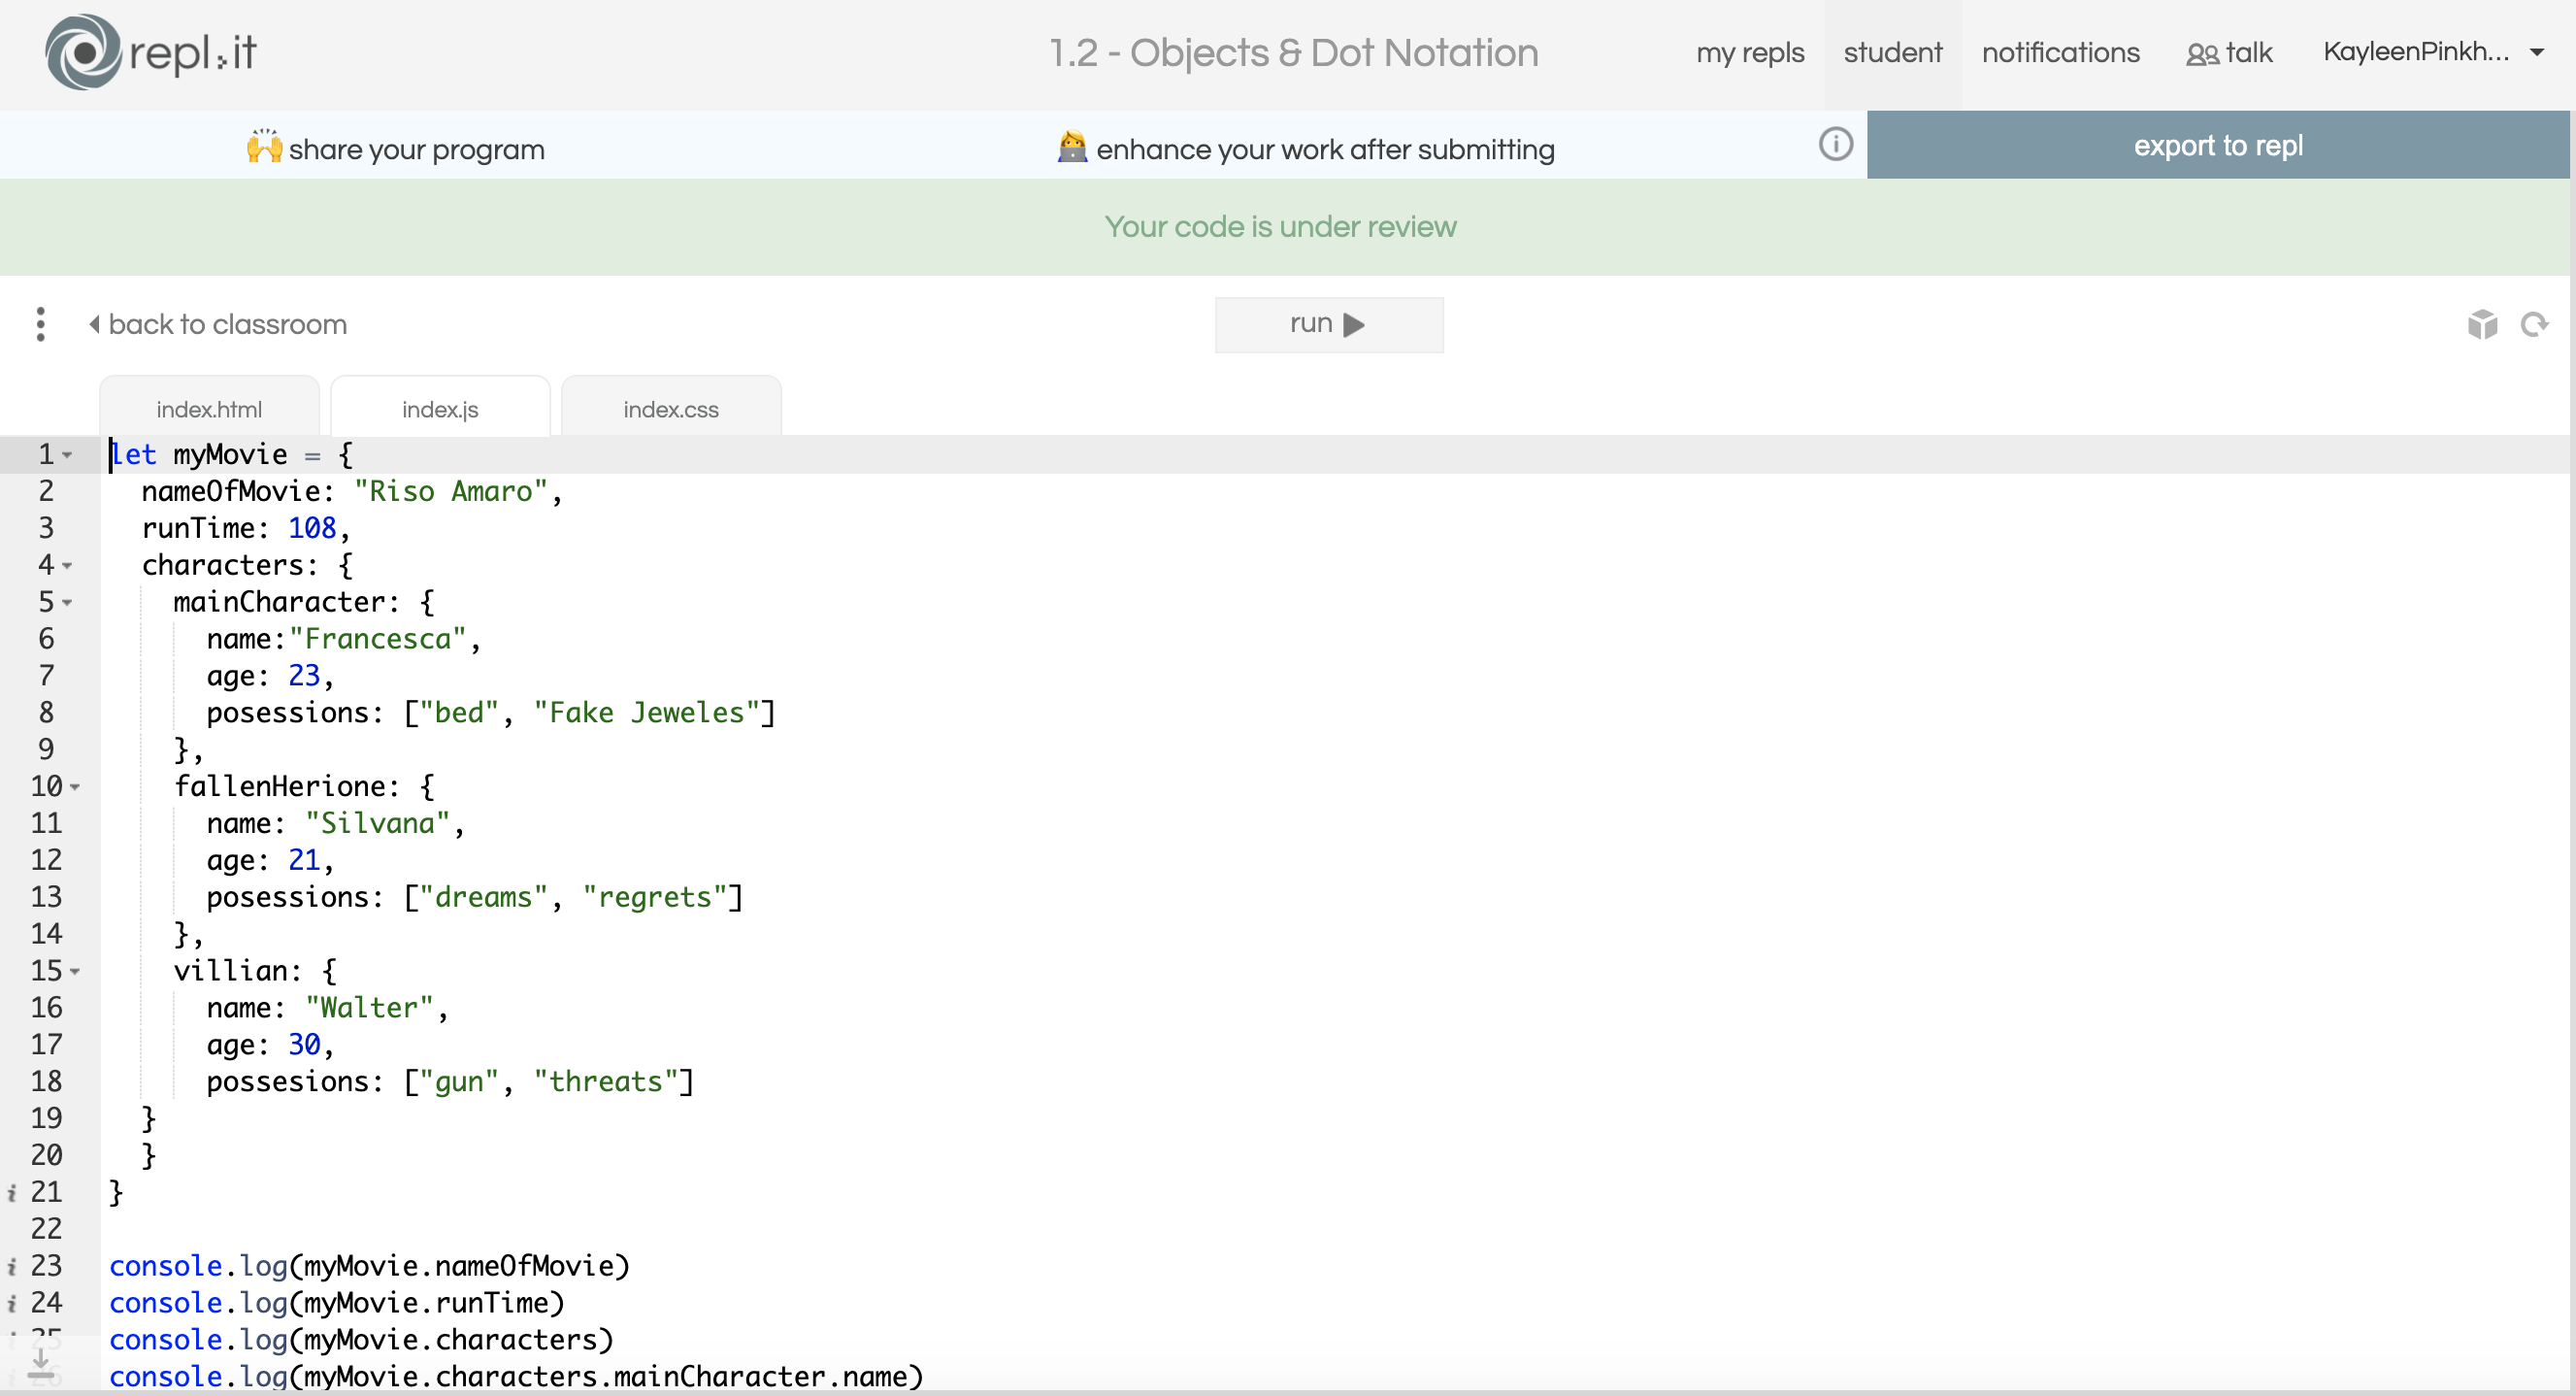 repl.it
1.2 - Objects & Dot Notation
my repls student notifications talk KayleenPinkh...
share your program
enhance your work after submitting
export to repl
Your code is under review
back to classroom
run
index.html index.js index.css
1 let myMovie = {
2 nameOfMovie: "Riso Amaro",
3 runTime: 108,
4 characters: {
5 mainCharacter: {
6 name:"Francesca",
7 age: 23,
8 posessions: ["bed", "Fake Jeweles"]
9 },
10 fallenHerione: {
11 name: "Silvana",
12 age: 21,
13 posessions: ["dreams", "regrets"]
14 },
15 villian: {
16 name: "Walter",
17 age: 30,
18 possesions: ["gun", "threats"]
19 }
20 }
i 21 }
22
i 23 console.log(myMovie.nameOfMovie)
i 24 console.log(myMovie.runTime)
25 console.log(myMovie.characters)
26 console.log(myMovie.characters.mainCharacter.name)